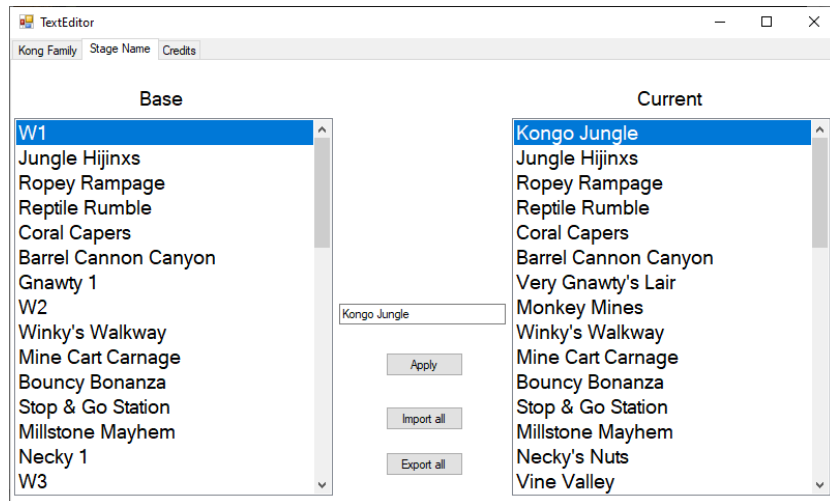 TextEditor
Kong Family Stage Name Credits
Base
W1
Jungle Hijinxs
Ropey Rampage
Reptile Rumble
Coral Capers
Barrel Cannon Canyon
Gnawty 1
W2
Winky's Walkway
Mine Cart Carnage
Bouncy Bonanza
Stop & Go Station
Millstone Mayhem
Necky 1
W3
Kongo Jungle
Apply
Import all
Export all
Current
Kongo Jungle
Jungle Hijinxs
Ropey Rampage
Reptile Rumble
Coral Capers
Barrel Cannon Canyon
Very Gnawty's Lair
Monkey Mines
Winky's Walkway
Mine Cart Carnage
Bouncy Bonanza
Stop & Go Station
Millstone Mayhem
Necky's Nuts
Vine Valley